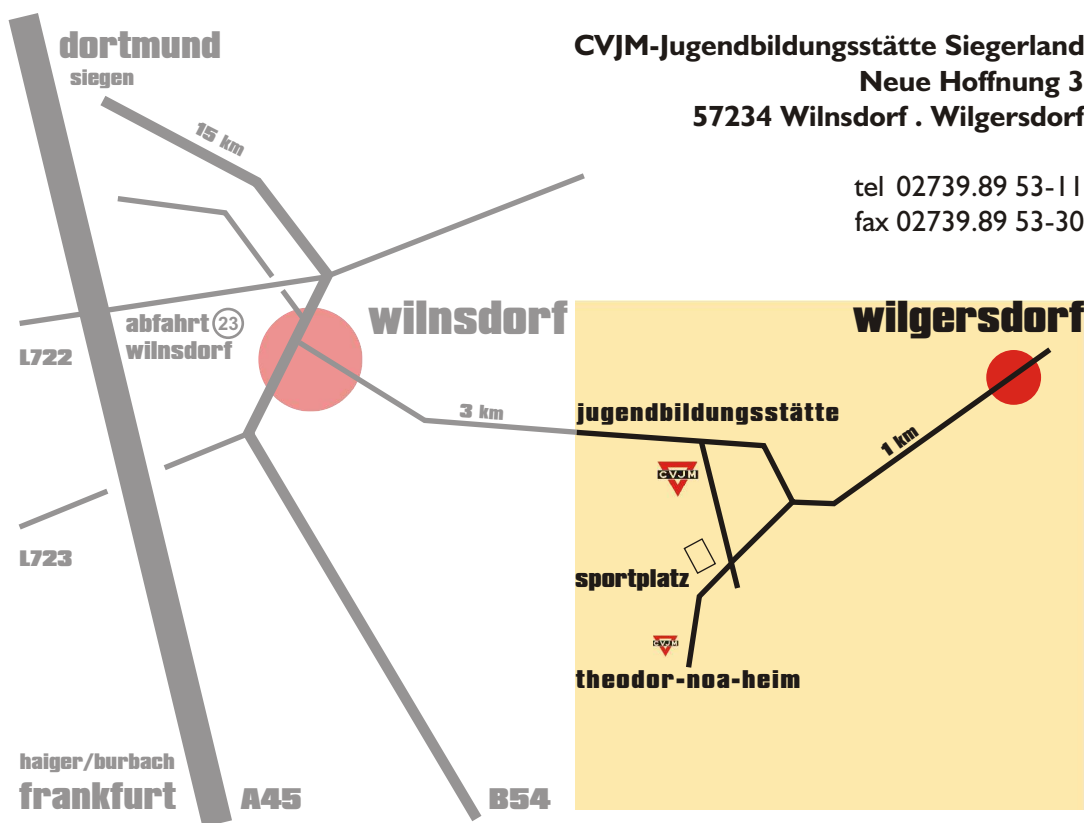 dortmund
siegen
15 km
CVJM-Jugendbildungsstätte Siegerland
Neue Hoffnung 3
57234 Wilnsdorf . Wilgersdorf
tel 02739.89 53-11
fax 02739.89 53-30
abfahrt 23
wilnsdorf
wilnsdorf
wilgersdorf
L722
3 km
jugendbildungsstätte
1 km
CVJM
L723
sportplatz
CVJM
theodor-noa-heim
haiger/burbach
frankfurt
A45
B54